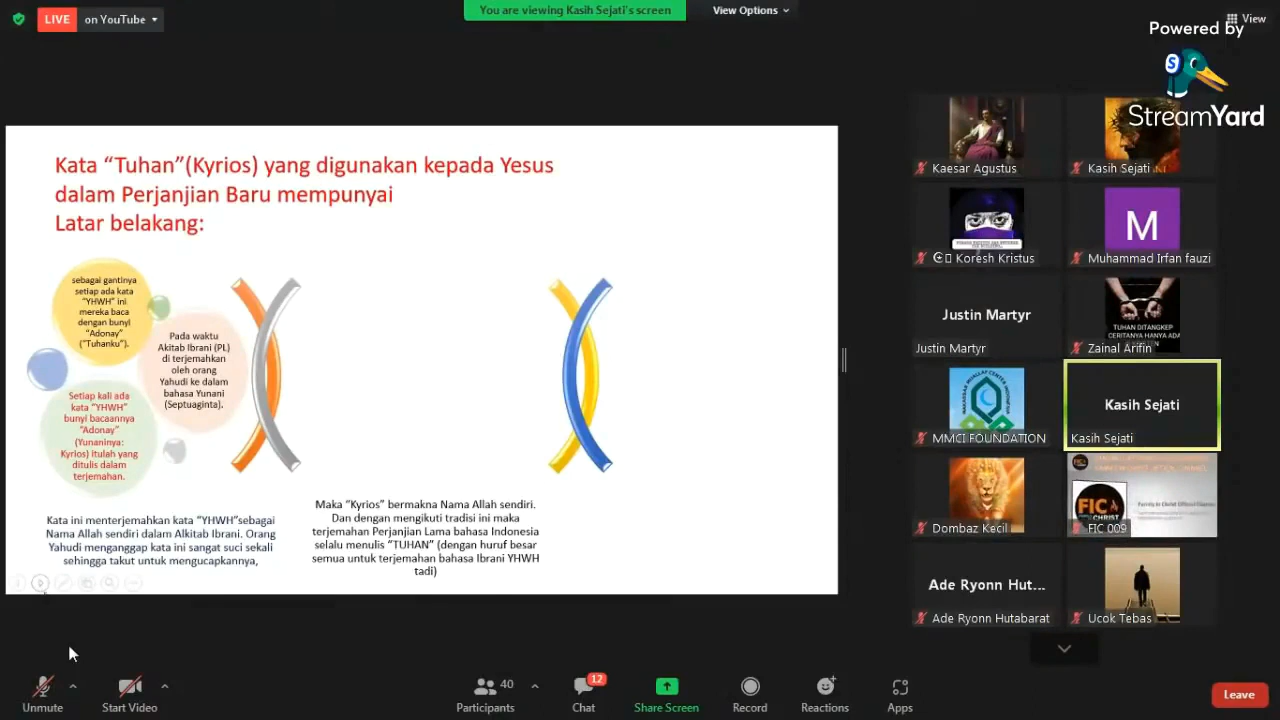 LIVE
on YouTube
You are viewing Kasih Sejati's screen
View Options
View
Powered by
StreamYard
Kata “Tuhan”(Kyrios) yang digunakan kepada Yesus
dalam Perjanjian Baru mempunyai
Latar belakang:
sebagai gantinya
setiap ada kata
“YHWH” ini
mereka baca
dengan bunyi
“Adonay”
(“Tuhanku”).
Pada waktu
Akitab Ibrani (PL)
di terjemahkan
oleh orang
Yahudi ke dalam
bahasa Yunani
(Septuaginta).
Setiap kali ada
kata “YHWH”
bunyi bacaannya
“Adonay”
(Yunaninya:
Kyrios) itulah yang
ditulis dalam
terjemahan.
Kata ini menterjemahkan kata “YHWH”sebagai
Nama Allah sendiri dalam Alkitab Ibrani. Orang
Yahudi menganggap kata ini sangat suci sekali
sehingga takut untuk mengucapkannya,
Maka “Kyrios” bermakna Nama Allah sendiri.
Dan dengan mengikuti tradisi ini maka
terjemahan Perjanjian Lama bahasa Indonesia
selalu menulis “TUHAN” (dengan huruf besar
semua untuk terjemahan bahasa Ibrani YHWH
tadi)
Kaesar Agustus
Kasih Sejati
Koresh Kristus
M
Muhammad Irfan fauzi
Justin Martyr
Justin Martyr
TUHAN DITANGKEP
CERITANYA HANYA ADA
Zainal Arifin
MMCI FOUNDATION
Kasih Sejati
Kasih Sejati
Dombaz Kecil
FIC
FIC 009
Ade Ryonn Hut...
Ade Ryonn Hutabarat
Ucok Tebas
Unmute
Start Video
40
Participants
12
Chat
Share Screen
Record
Reactions
Apps
Leave